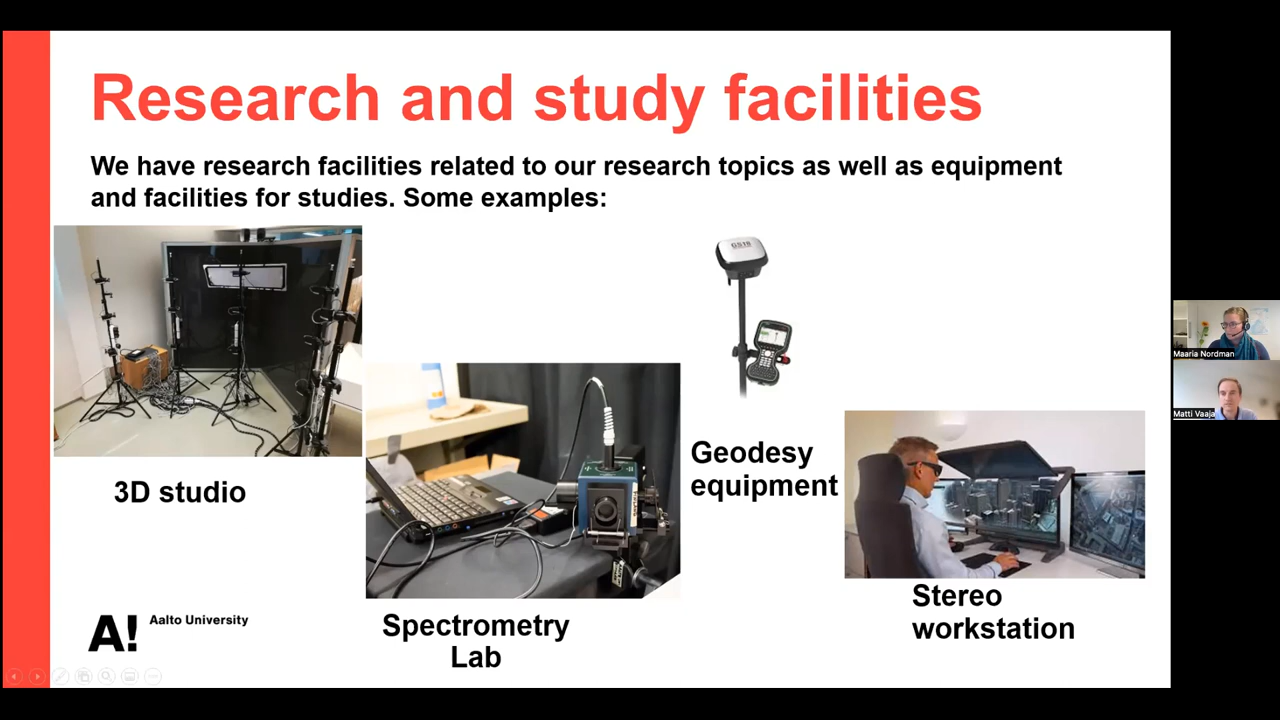 Research and study facilities
We have research facilities related to our research topics as well as equipment
and facilities for studies. Some examples:
GS15
3D studio
Geodesy
equipment
Spectrometry
Lab
Stereo
workstation
A! Aalto University
Maaria Nordman
Matti Vaaja